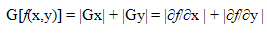 G[f(x,y)] = |Gx| + |Gy| = |∂f/∂x | + |∂f/∂y |